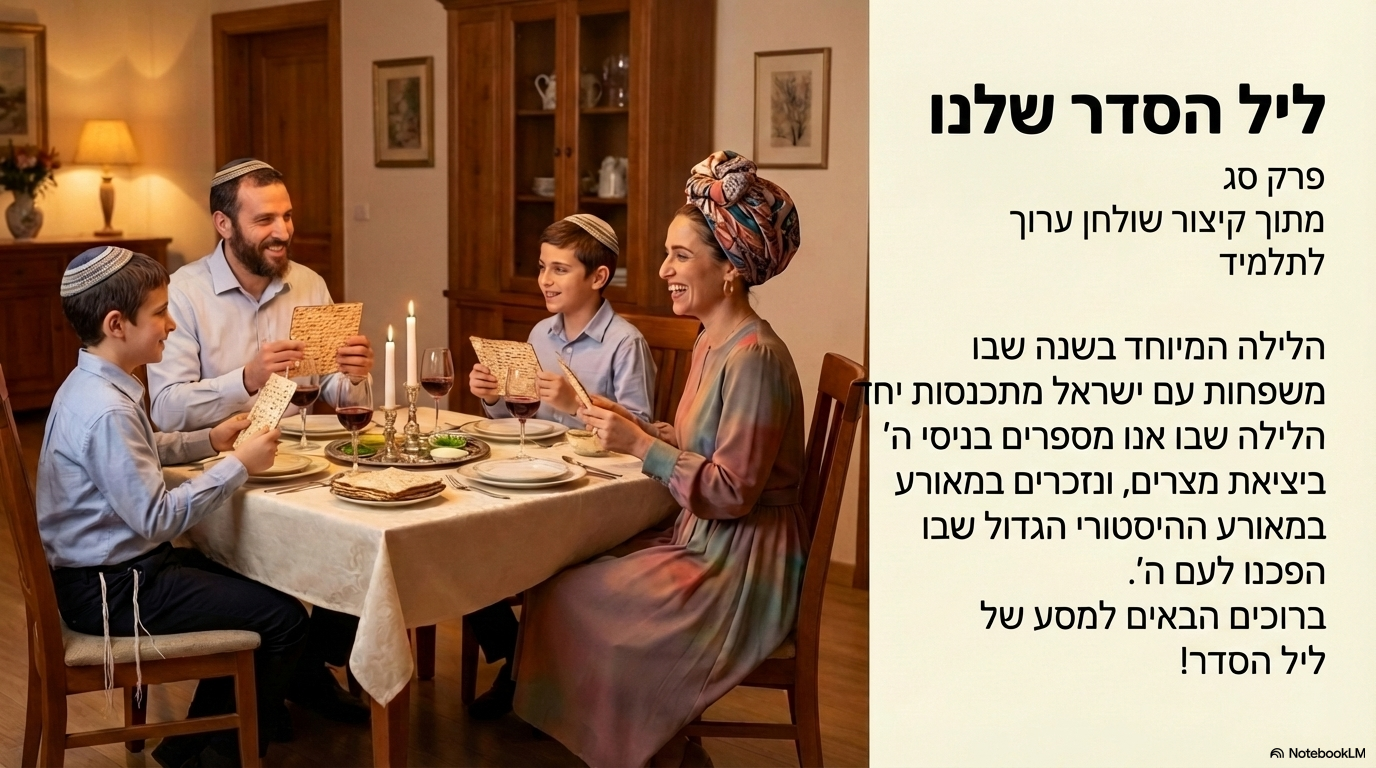 ליל הסדר שלנו
פרק סג
מתוך קיצור שולחן ערוך
לתלמיד
הלילה המיוחד בשנה שבו
משפחות עם ישראל מתכנסות יחד
הלילה שבו אנו מספרים בניסי ה'
ביציאת מצרים, ונזכרים במאורע
במאורע ההיסטורי הגדול שבו
הפכנו לעם ה'.
ברוכים הבאים למסע של
ליל הסדר!
NotebookLM